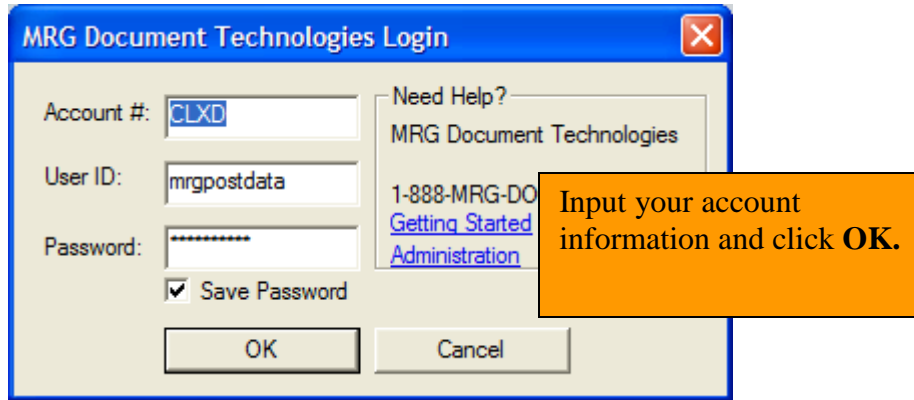 MRG Document Technologies Login
Account #: CLXD
User ID: mrgpostdata
Password: **********
Save Password
OK Cancel
Need Help?
MRG Document Technologies
1-888-MRG-DO
Getting Started
Administration
Input your account
information and click OK.